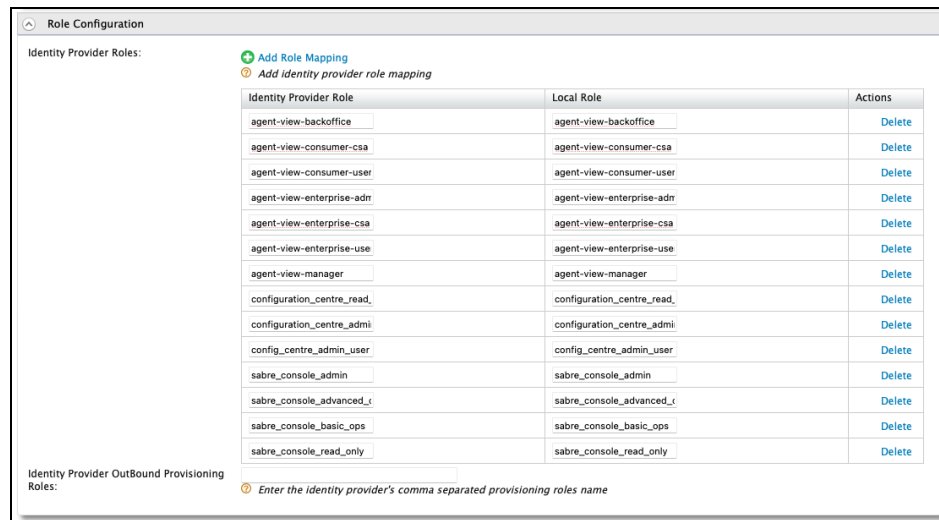 Role Configuration
Identity Provider Roles:
Add Role Mapping
Add identity provider role mapping
Identity Provider Role Local Role Actions
agent-view-backoffice agent-view-backoffice Delete
agent-view-consumer-csa agent-view-consumer-csa Delete
agent-view-consumer-user agent-view-consumer-user Delete
agent-view-enterprise-adm agent-view-enterprise-adm Delete
agent-view-enterprise-csa agent-view-enterprise-csa Delete
agent-view-enterprise-use agent-view-enterprise-use Delete
agent-view-manager agent-view-manager Delete
configuration_centre_read_ configuration_centre_read_ Delete
configuration_centre_admi configuration_centre_admi Delete
config_centre_admin_user config_centre_admin_user Delete
sabre_console_admin sabre_console_admin Delete
sabre_console_advanced_ sabre_console_advanced_ Delete
sabre_console_basic_ops sabre_console_basic_ops Delete
sabre_console_read_only sabre_console_read_only Delete
Identity Provider OutBound Provisioning
Roles:
Enter the identity provider's comma separated provisioning roles name